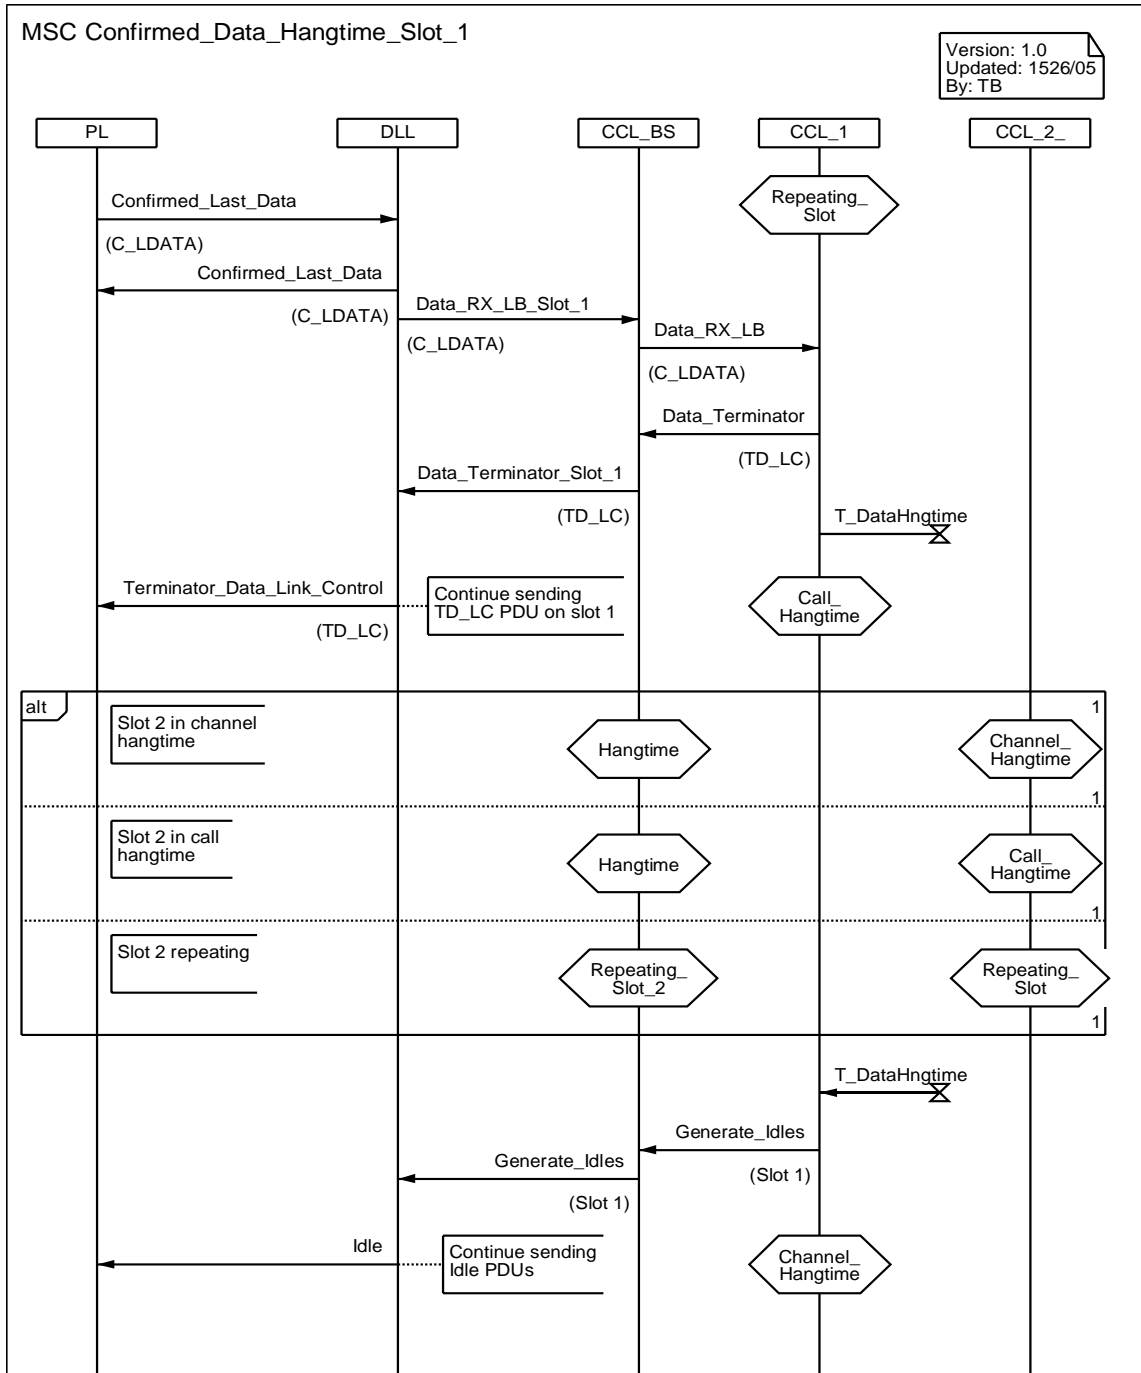 MSC Confirmed_Data_Hangtime_Slot_1
Version: 1.0
Updated: 1526/05
By: TB
PL
DLL
CCL_BS
CCL_1
CCL_2_
Repeating_
Slot
Confirmed_Last_Data
(C_LDATA)
Confirmed_Last_Data
(C_LDATA)
Data_RX_LB_Slot_1
(C_LDATA)
Data_RX_LB
(C_LDATA)
Data_Terminator
(TD_LC)
Data_Terminator_Slot_1
(TD_LC)
T_DataHngtime
Terminator_Data_Link_Control
(TD_LC)
Continue sending
TD_LC PDU on slot 1
Call_
Hangtime
alt
1
Slot 2 in channel
hangtime
Hangtime
Channel_
Hangtime
1
Slot 2 in call
hangtime
Hangtime
Call_
Hangtime
1
Slot 2 repeating
Repeating_
Slot_2
Repeating_
Slot
1
T_DataHngtime
Generate_Idles
(Slot 1)
Generate_Idles
(Slot 1)
Idle
Continue sending
Idle PDUs
Channel_
Hangtime